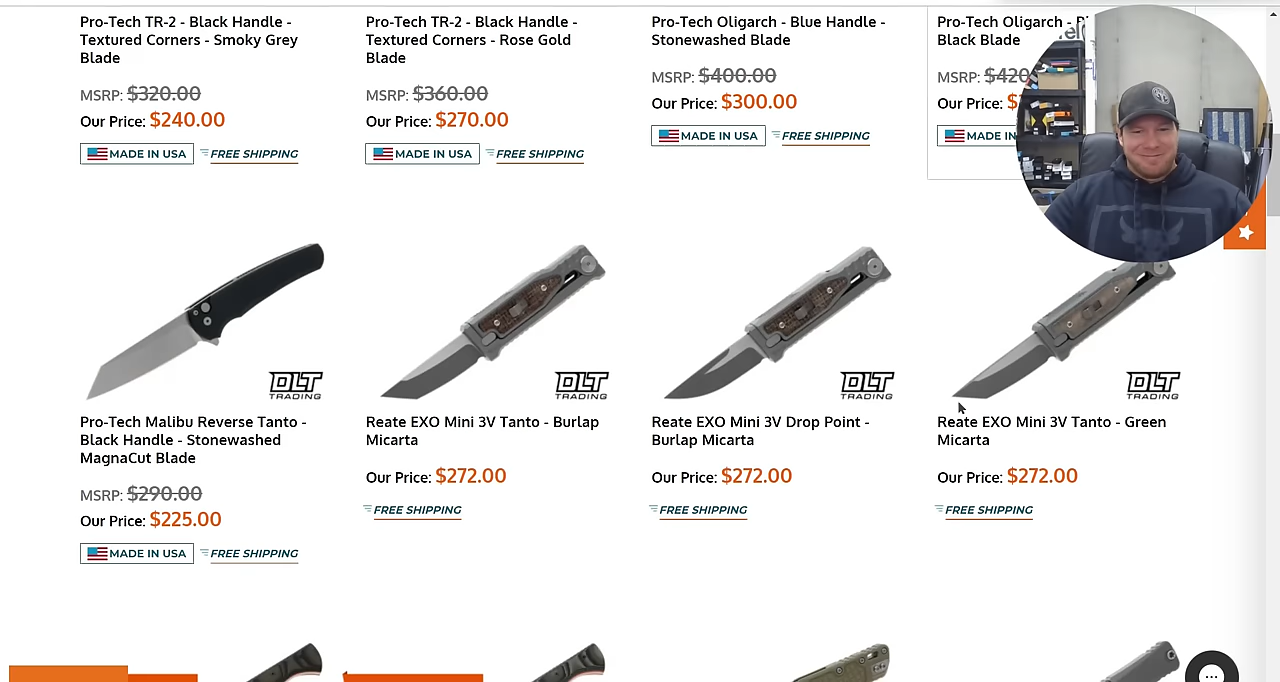 Pro-Tech TR-2 - Black Handle -
Textured Corners - Smoky Grey
Blade
MSRP: $320.00
Our Price: $240.00
MADE IN USA FREE SHIPPING
Pro-Tech TR-2 - Black Handle -
Textured Corners - Rose Gold
Blade
MSRP: $360.00
Our Price: $270.00
MADE IN USA FREE SHIPPING
Pro-Tech Oligarch - Blue Handle -
Stonewashed Blade
MSRP: $400.00
Our Price: $300.00
MADE IN USA FREE SHIPPING
Pro-Tech Oligarch -
Black Blade
MSRP: $420
Our Price:
MADE IN
DLT
TRADING
Pro-Tech Malibu Reverse Tanto -
Black Handle - Stonewashed
MagnaCut Blade
MSRP: $290.00
Our Price: $225.00
MADE IN USA FREE SHIPPING
DLT
TRADING
Reate EXO Mini 3V Tanto - Burlap
Micarta
Our Price: $272.00
FREE SHIPPING
DLT
TRADING
Reate EXO Mini 3V Drop Point -
Burlap Micarta
Our Price: $272.00
FREE SHIPPING
DLT
TRADING
Reate EXO Mini 3V Tanto - Green
Micarta
Our Price: $272.00
FREE SHIPPING